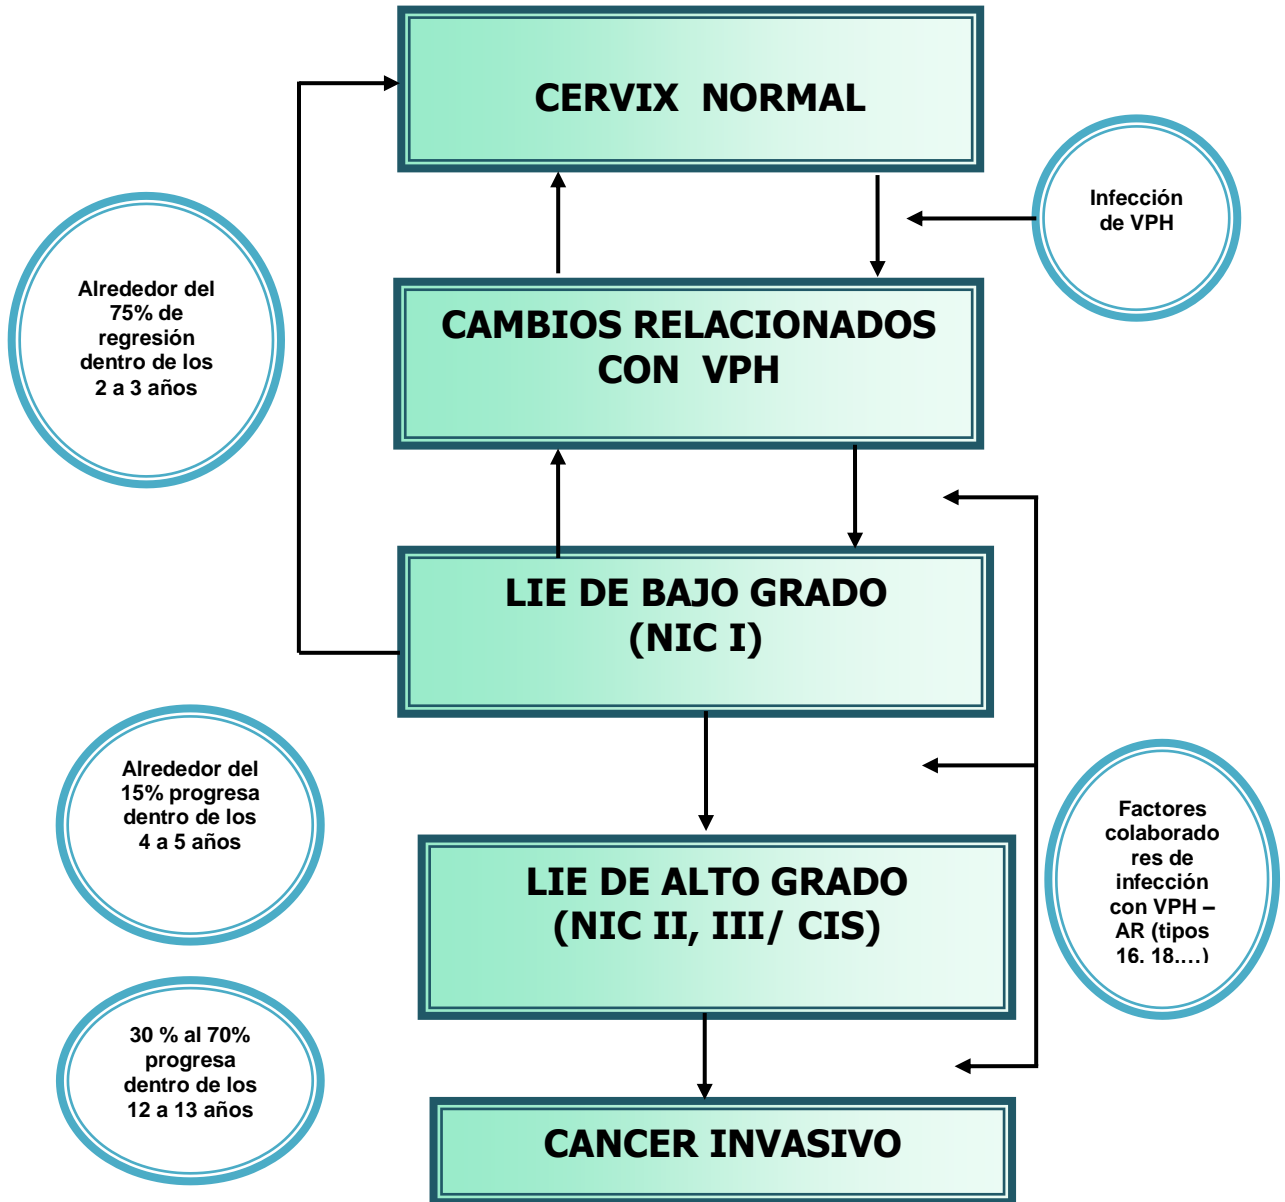 CERVIX NORMAL
Infección
de VPH
Alrededor del
75% de
regresión
dentro de los
2 a 3 años
CAMBIOS RELACIONADOS
CON VPH
LIE DE BAJO GRADO
(NIC I)
Alrededor del
15% progresa
dentro de los
4 a 5 años
Factores
colaborado
res de
infección
con VPH –
AR (tipos
16, 18,…)
LIE DE ALTO GRADO
(NIC II, III/ CIS)
30 % al 70%
progresa
dentro de los
12 a 13 años
CANCER INVASIVO